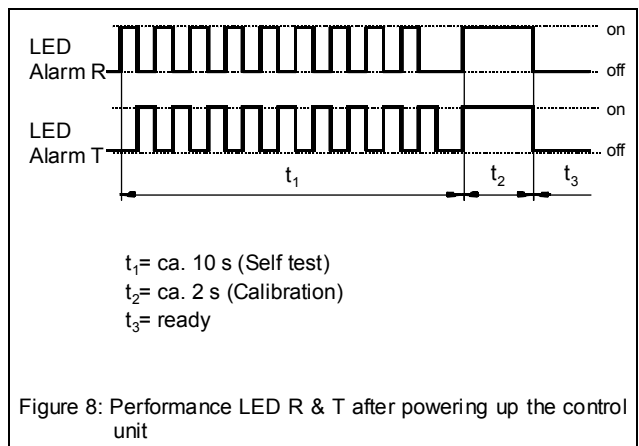 on
LED
Alarm R
off
on
LED
Alarm T
off
t₁
t₂
t₃
t₁= ca. 10 s (Self test)
t₂= ca. 2 s (Calibration)
t₃= ready
Figure 8: Performance LED R & T after powering up the control
unit